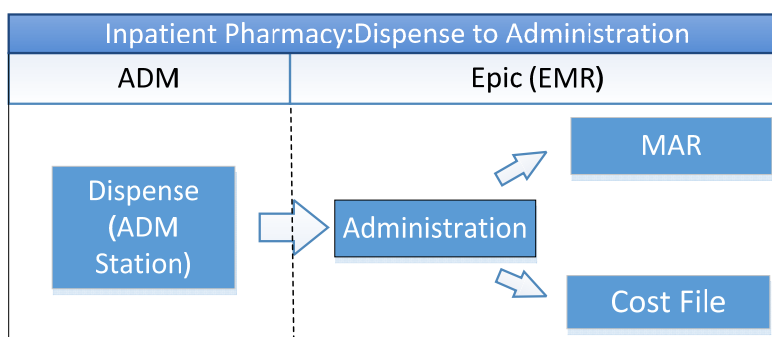 Inpatient Pharmacy:Dispense to Administration
ADM
Epic (EMR)
Dispense
(ADM
Station)
Administration
MAR
Cost File